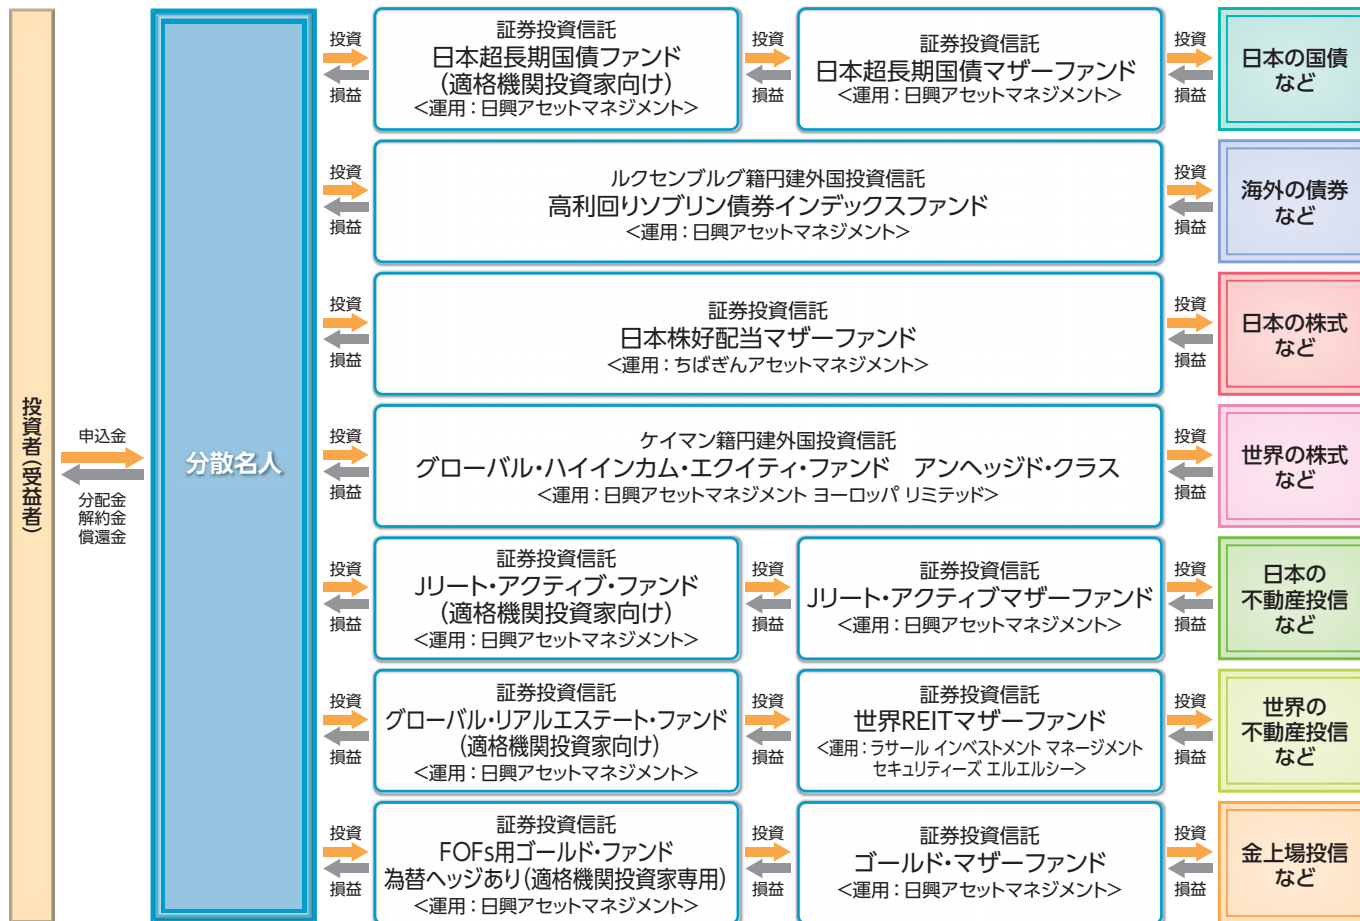 投資者(受益者)
申込金
分配金
解約金
償還金
分散名人
投資
損益
証券投資信託
日本超長期国債ファンド
(適格機関投資家向け)
<運用：日興アセットマネジメント>
投資
損益
証券投資信託
日本超長期国債マザーファンド
<運用：日興アセットマネジメント>
投資
損益
日本の国債
など
投資
損益
ルクセンブルグ籍円建外国投資信託
高利回りソブリン債券インデックスファンド
<運用：日興アセットマネジメント>
投資
損益
海外の債券
など
投資
損益
証券投資信託
日本株好配当マザーファンド
<運用：ちばぎんアセットマネジメント>
投資
損益
日本の株式
など
投資
損益
ケイマン籍円建外国投資信託
グローバル・ハイインカム・エクイティ・ファンド　アンヘッジド・クラス
<運用：日興アセットマネジメント ヨーロッパ リミテッド>
投資
損益
世界の株式
など
投資
損益
証券投資信託
Jリート・アクティブ・ファンド
(適格機関投資家向け)
<運用：日興アセットマネジメント>
投資
損益
証券投資信託
Jリート・アクティブマザーファンド
<運用：日興アセットマネジメント>
投資
損益
日本の
不動産投信
など
投資
損益
証券投資信託
グローバル・リアルエステート・ファンド
(適格機関投資家向け)
<運用：日興アセットマネジメント>
投資
損益
証券投資信託
世界REITマザーファンド
<運用：ラサール インベストメント マネージメント
セキュリティーズ エルエルシー>
投資
損益
世界の
不動産投信
など
投資
損益
証券投資信託
FOFs用ゴールド・ファンド
為替ヘッジあり(適格機関投資家専用)
<運用：日興アセットマネジメント>
投資
損益
証券投資信託
ゴールド・マザーファンド
<運用：日興アセットマネジメント>
投資
損益
金上場投信
など